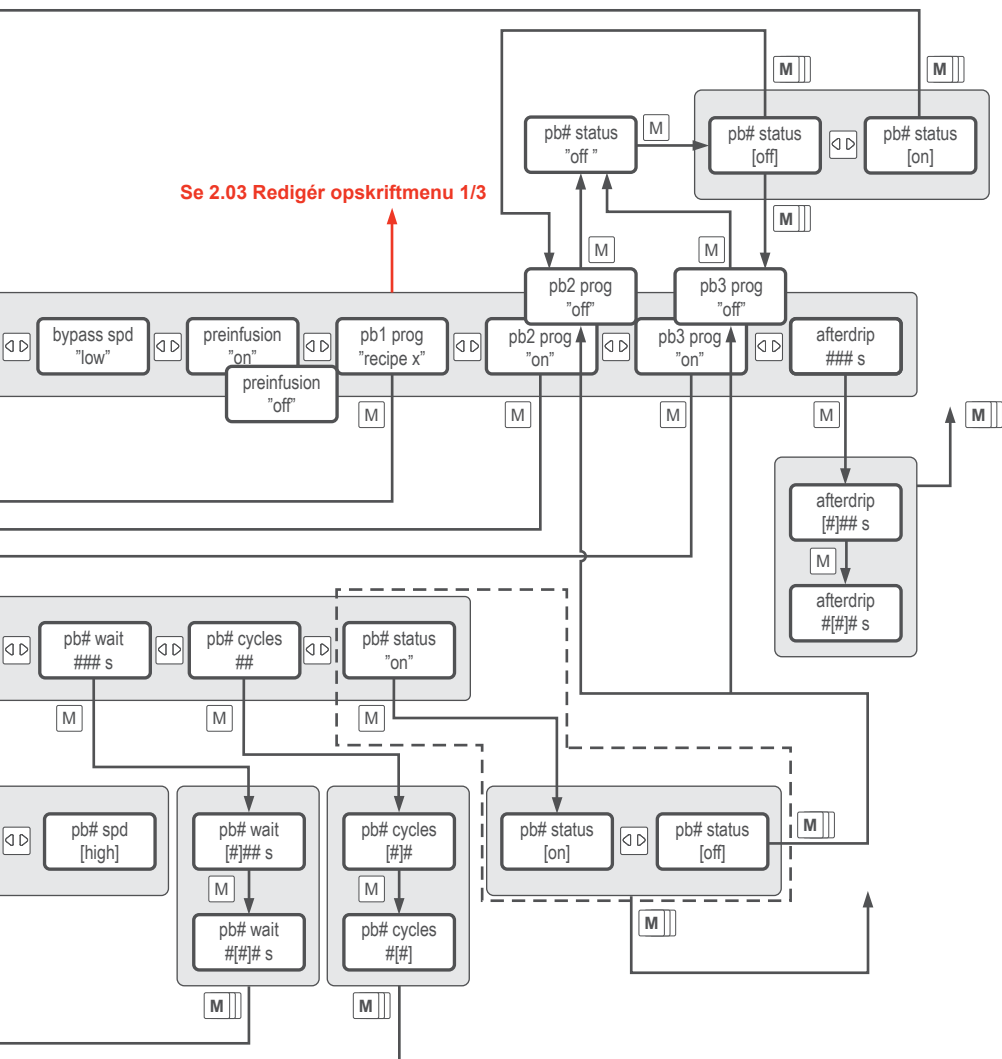 M
M
pb# status
"off "
M
pb# status
[off]
pb# status
[on]
Se 2.03 Redigér opskriftmenu 1/3
M
M
M
pb2 prog
"off"
pb3 prog
"off"
bypass spd
"low"
preinfusion
"on"
preinfusion
"off"
pb1 prog
"recipe x"
pb2 prog
"on"
pb3 prog
"on"
afterdrip
### s
M
M
M
M
M
afterdrip
[#]## s
M
afterdrip
#[#]# s
pb# wait
### s
pb# cycles
##
pb# status
"on"
M
M
M
pb# spd
[high]
pb# wait
[#]## s
M
pb# wait
#[#]# s
pb# cycles
[#]#
M
pb# cycles
#[#]
pb# status
[on]
pb# status
[off]
M
M
M
M